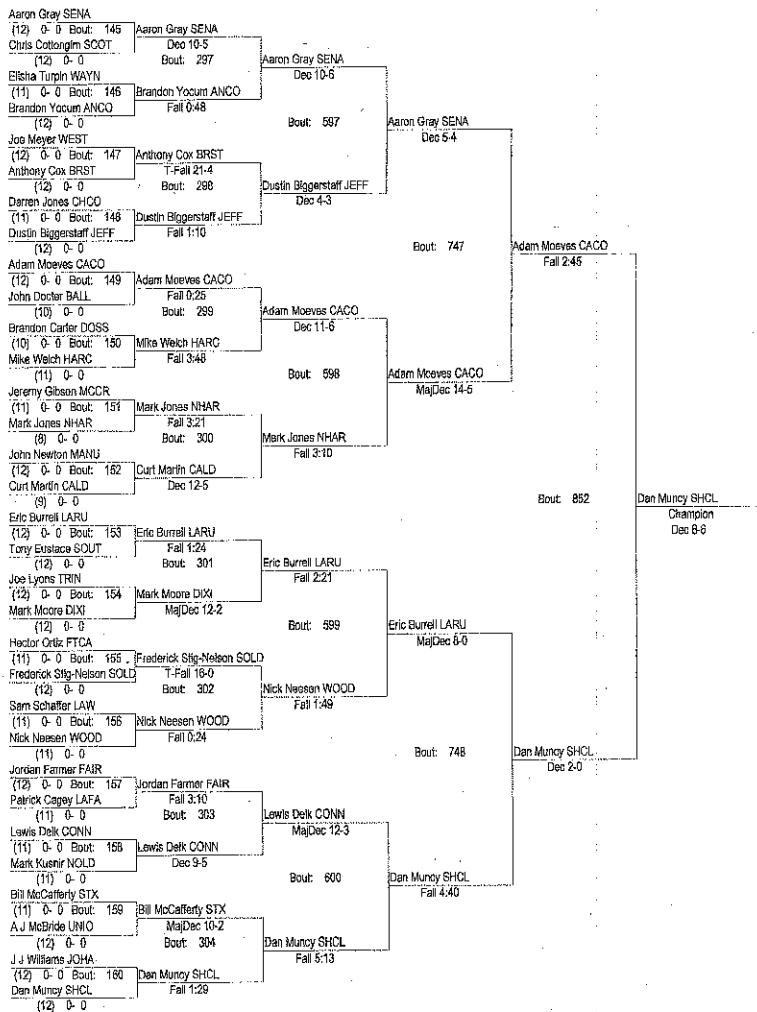 Aaron Gray SENA
(12) 0- 0 Bout: 145
Chris Cottongim SCOT
(12) 0- 0
Elisha Turpin WAYN
(11) 0- 0 Bout: 146
Brandon Yocum ANCO
(12) 0- 0
Joe Meyer WEST
(12) 0- 0 Bout: 147
Anthony Cox BRST
(12) 0- 0
Darren Jones CHCO
(11) 0- 0 Bout: 148
Dustin Biggerstaff JEFF
(12) 0- 0
Adam Moeves CACO
(12) 0- 0 Bout: 149
John Docter BALL
(10) 0- 0
Brandon Carter DOSS
(10) 0- 0 Bout: 150
Mike Welch HARC
(11) 0- 0
Jeremy Gibson MCCR
(11) 0- 0 Bout: 151
Mark Jones NHAR
(8) 0- 0
John Newton MANU
(12) 0- 0 Bout: 152
Curt Martin CALD
(9) 0- 0
Eric Burrell LARU
(12) 0- 0 Bout: 153
Tony Eustace SOUT
(12) 0- 0
Joe Lyons TRIN
(12) 0- 0 Bout: 154
Mark Moore DIXI
(12) 0- 0
Hector Ortiz FTCA
(11) 0- 0 Bout: 155
Frederick Stig-Nelson SOLD
(12) 0- 0
Sam Schaffer LAW
(11) 0- 0 Bout: 156
Nick Neesen WOOD
(11) 0- 0
Jordan Farmer FAIR
(12) 0- 0 Bout: 157
Patrick Cagey LAFA
(11) 0- 0
Lewis Delk CONN
(11) 0- 0 Bout: 158
Mark Kusnir NOLD
(11) 0- 0
Bill McCafferty STX
(11) 0- 0 Bout: 159
A J McBride UNIO
(12) 0- 0
J J Williams JOHA
(12) 0- 0 Bout: 160
Dan Muncy SHCL
(12) 0- 0
Aaron Gray SENA
Dec 10-5
Bout: 297
Brandon Yocum ANCO
Fall 0:48
Anthony Cox BRST
T-Fall 21-4
Bout: 298
Dustin Biggerstaff JEFF
Fall 1:10
Adam Moeves CACO
Fall 0:25
Bout: 299
Mike Welch HARC
Fall 3:48
Mark Jones NHAR
Fall 3:21
Bout: 300
Curt Martin CALD
Dec 12-5
Eric Burrell LARU
Fall 1:24
Bout: 301
Mark Moore DIXI
MajDec 12-2
Frederick Stig-Nelson SOLD
T-Fall 16-0
Bout: 302
Nick Neesen WOOD
Fall 0:24
Jordan Farmer FAIR
Fall 3:10
Bout: 303
Lewis Delk CONN
Dec 9-5
Bill McCafferty STX
MajDec 10-2
Bout: 304
Dan Muncy SHCL
Fall 1:29
Aaron Gray SENA
Dec 10-6
Bout: 597
Dustin Biggerstaff JEFF
Dec 4-3
Adam Moeves CACO
Dec 11-6
Bout: 598
Mark Jones NHAR
Fall 3:10
Eric Burrell LARU
Fall 2:21
Bout: 599
Nick Neesen WOOD
Fall 1:49
Lewis Delk CONN
MajDec 12-3
Bout: 600
Dan Muncy SHCL
Fall 5:13
Aaron Gray SENA
Dec 5-4
Bout: 747
Adam Moeves CACO
MajDec 14-5
Eric Burrell LARU
MajDec 8-0
Bout: 748
Dan Muncy SHCL
Fall 4:40
Adam Moeves CACO
Fall 2:45
Bout: 852
Dan Muncy SHCL
Dec 2-0
Dan Muncy SHCL
Champion
Dec 8-6